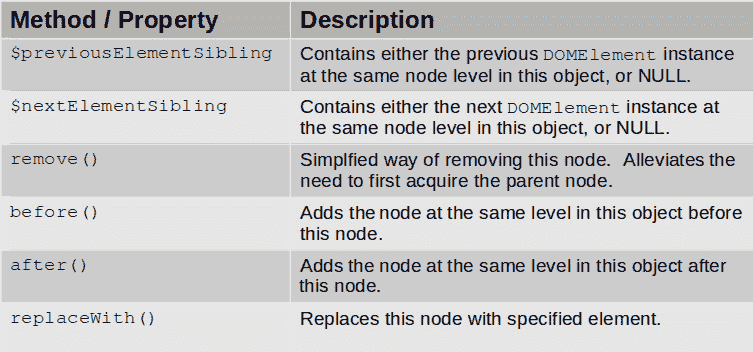 Method / Property Description
$previousElementSibling Contains either the previous DOMElement instance
at the same node level in this object, or NULL.
$nextElementSibling Contains either the next DOMElement instance at
the same node level in this object, or NULL.
remove() Simplfied way of removing this node. Alleviates the
need to first acquire the parent node.
before() Adds the node at the same level in this object before
this node.
after() Adds the node at the same level in this object after
this node.
replaceWith() Replaces this node with specified element.